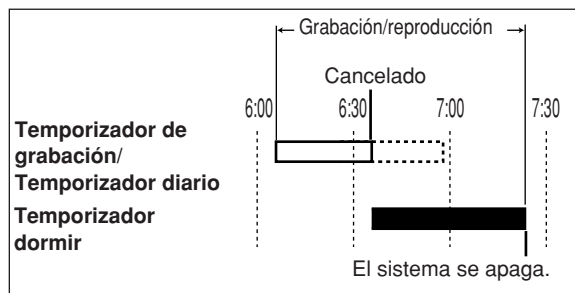 Grabación/reproducción
Cancelado
6:00 6:30 7:00 7:30
Temporizador de
grabación/
Temporizador diario
Temporizador
dormir
El sistema se apaga.